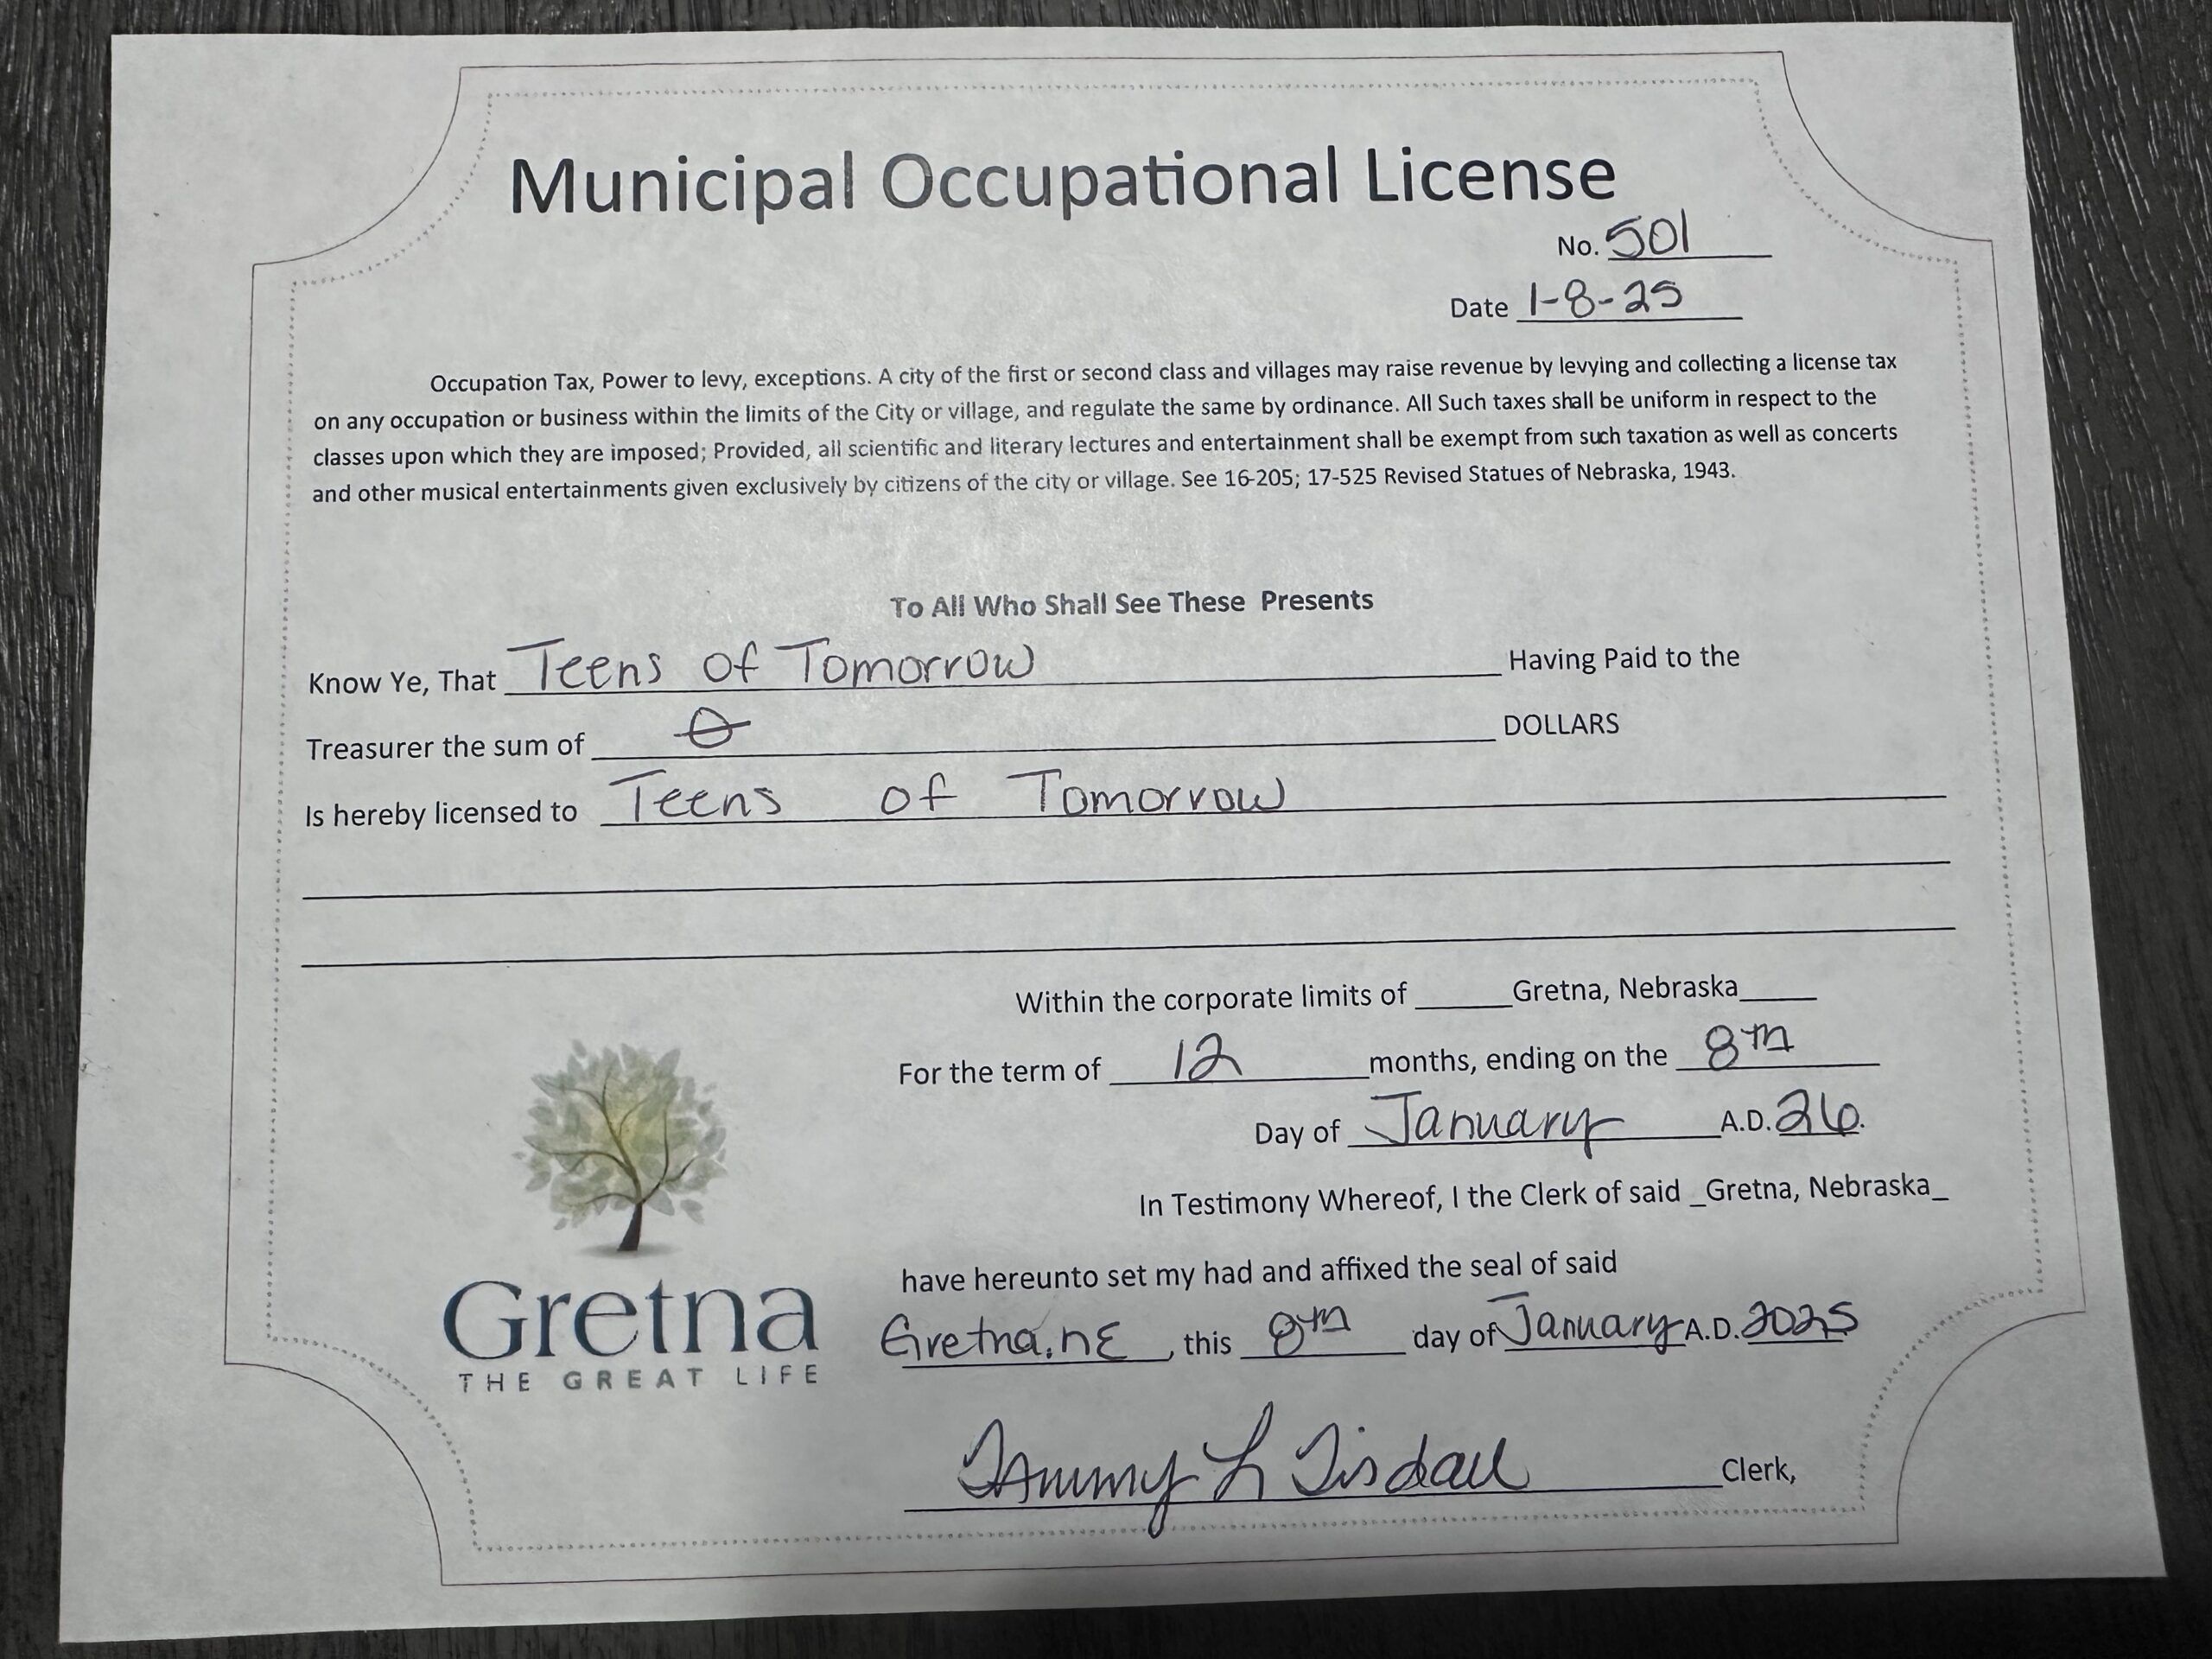 Municipal Occupational License
No. 501
Date 1-8-25
Occupation Tax, Power to levy, exceptions. A city of the first or second class and villages may raise revenue by levying and collecting a license tax
on any occupation or business within the limits of the City or village, and regulate the same by ordinance. All Such taxes shall be uniform in respect to the
classes upon which they are imposed; Provided, all scientific and literary lectures and entertainment shall be exempt from such taxation as well as concerts
and other musical entertainments given exclusively by citizens of the city or village. See 16-205; 17-525 Revised Statues of Nebraska, 1943.
To All Who Shall See These Presents
Know Ye, That Teens of Tomorrow Having Paid to the
Treasurer the sum of 0 DOLLARS
Is hereby licensed to Teens of Tomorrow
Within the corporate limits of ______Gretna, Nebraska_____
For the term of 12 months, ending on the 8th
Day of January A.D. 26.
In Testimony Whereof, I the Clerk of said _Gretna, Nebraska_
have hereunto set my had and affixed the seal of said
Gretna, NE, this 8th day of January A.D. 2025
Tammy L Tisdall Clerk,
Gretna
THE GREAT LIFE